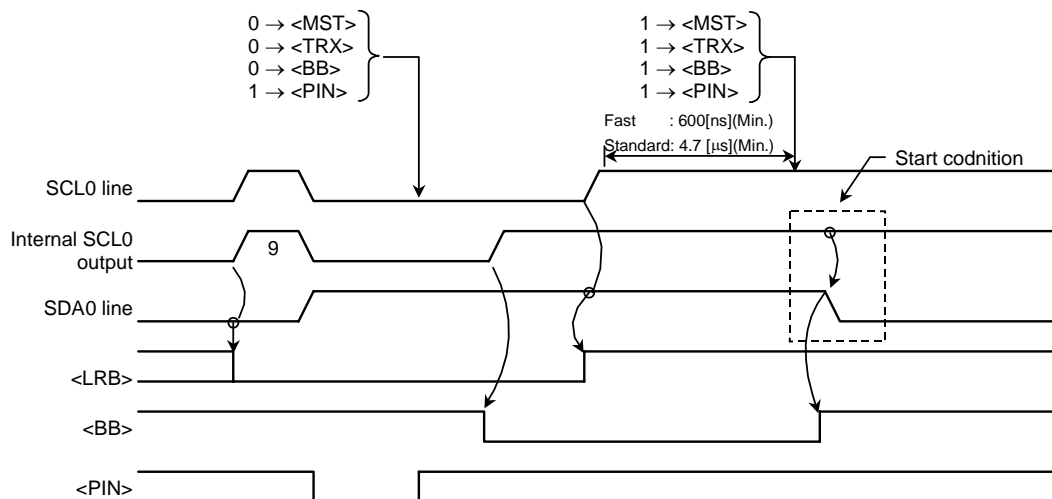 0 → <MST>
0 → <TRX>
0 → <BB>
1 → <PIN>
1 → <MST>
1 → <TRX>
1 → <BB>
1 → <PIN>
Fast : 600[ns](Min.)
Standard: 4.7 [μs](Min.)
Start codnition
SCL0 line
Internal SCL0
output
9
SDA0 line
<LRB>
<BB>
<PIN>